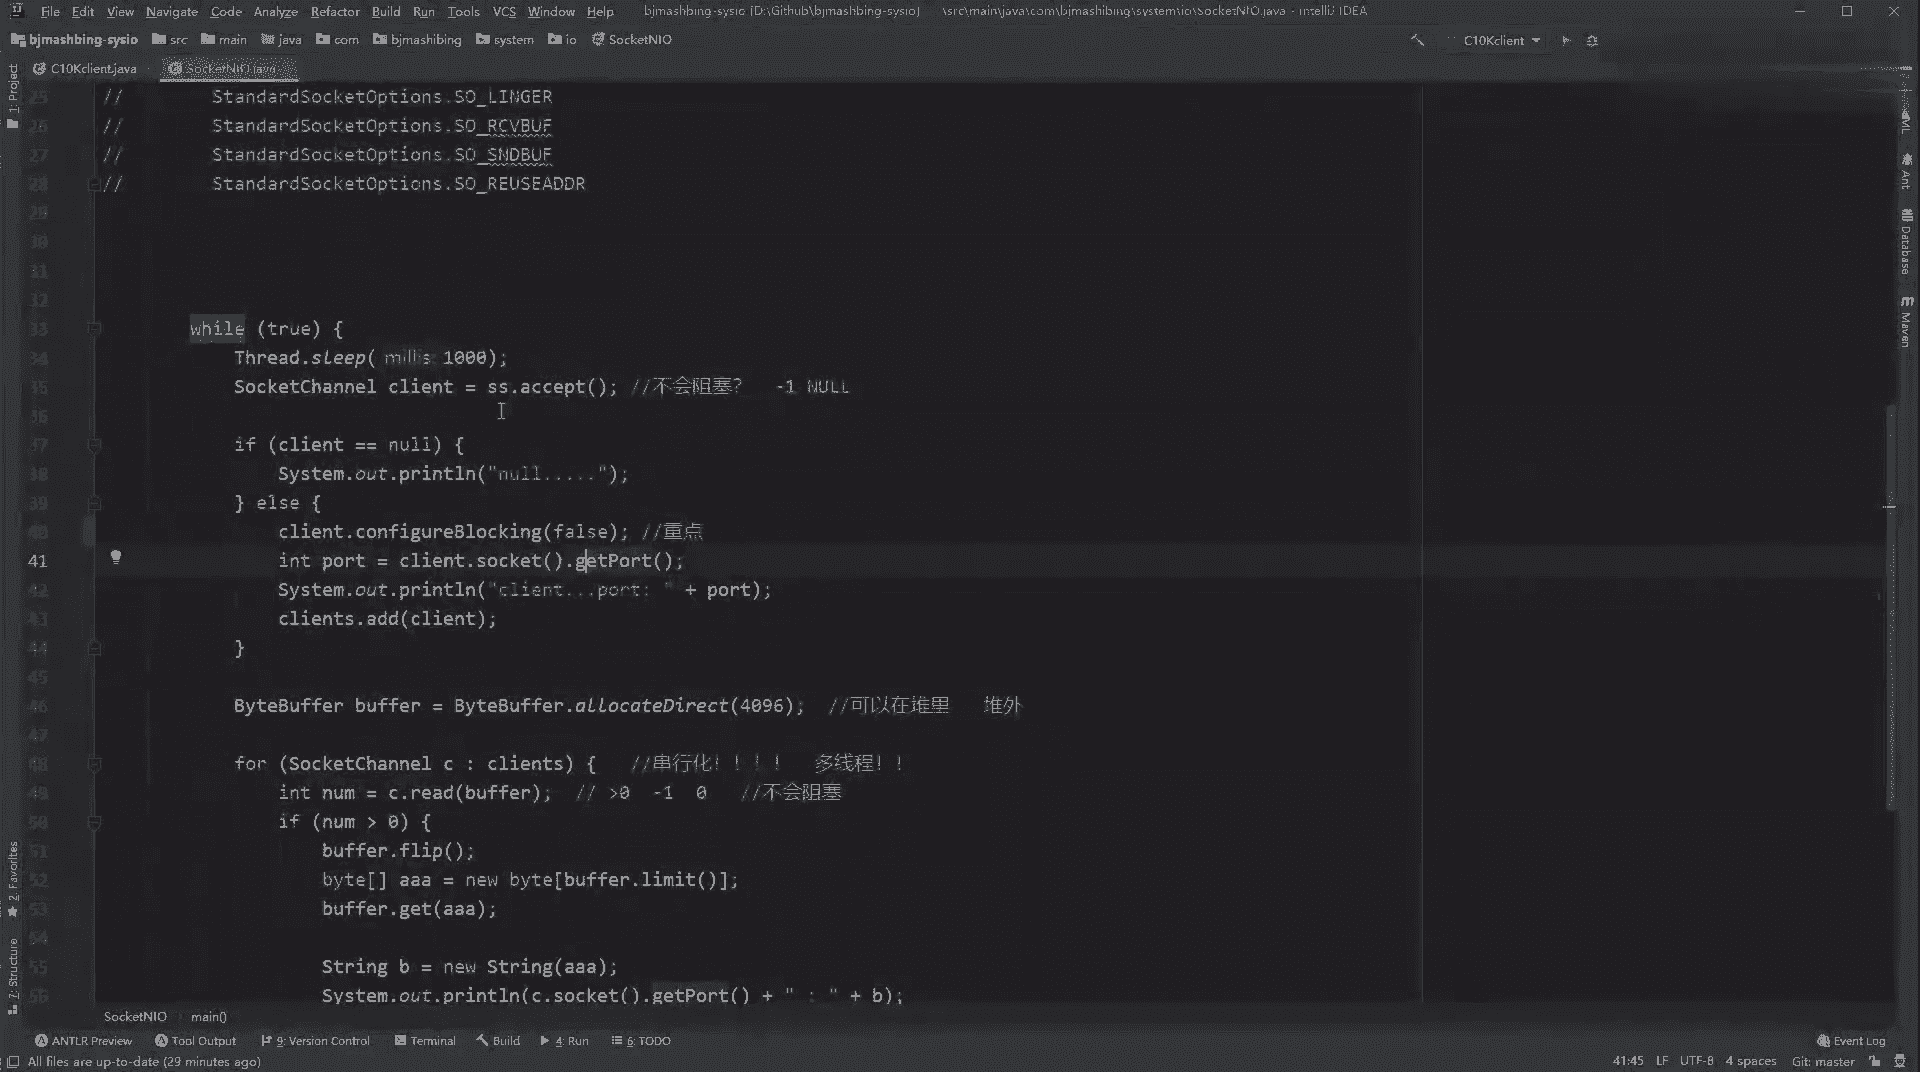 File Edit View Navigate Code Analyze Refactor Build Run Tools VCS Window Help bjmashbing-sysio [D:\Github\bjmashbing-sysio] - ...\src\main\java\com\bjmashibing\system\io\SocketNIO.java - IntelliJ IDEA
bjmashbing-sysio src main java com bjmashibing system io SocketNIO C10Kclient
C10Kclient.java SocketNIO.java
1: Project
25 // StandardSocketOptions.SO_LINGER
26 // StandardSocketOptions.SO_RCVBUF
27 // StandardSocketOptions.SO_SNDBUF
28 // StandardSocketOptions.SO_REUSEADDR
29
30
31
32
33 while (true) {
34 Thread.sleep( millis: 1000);
35 SocketChannel client = ss.accept(); //不会阻塞? -1 NULL
36
37 if (client == null) {
38 System.out.println("null.....");
39 } else {
40 client.configureBlocking(false); //重点
41 int port = client.socket().getPort();
42 System.out.println("client...port: " + port);
43 clients.add(client);
44 }
45
46 ByteBuffer buffer = ByteBuffer.allocateDirect(4096); //可以在堆里 堆外
47
48 for (SocketChannel c : clients) { //串行化！！！！ 多线程！！
49 int num = c.read(buffer); // >0 -1 0 //不会阻塞
50 if (num > 0) {
51 buffer.flip();
52 byte[] aaa = new byte[buffer.limit()];
53 buffer.get(aaa);
54
55 String b = new String(aaa);
56 System.out.println(c.socket().getPort() + " : " + b);
Ant
Database
Maven
2: Favorites
7: Structure
SocketNIO main()
ANTLR Preview Tool Output 9: Version Control Terminal Build 4: Run 6: TODO Event Log
All files are up-to-date (29 minutes ago) 41:45 LF UTF-8 4 spaces Git: master